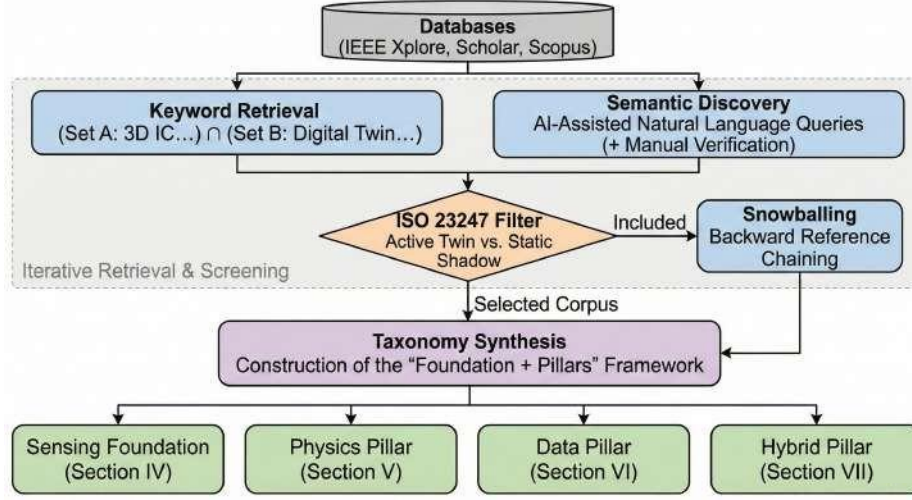 Databases
(IEEE Xplore, Scholar, Scopus)
Keyword Retrieval
(Set A: 3D IC...) ∩ (Set B: Digital Twin...)
Semantic Discovery
AI-Assisted Natural Language Queries
(+ Manual Verification)
ISO 23247 Filter
Active Twin vs. Static
Shadow
Included
Snowballing
Backward Reference
Chaining
Iterative Retrieval & Screening
Selected Corpus
Taxonomy Synthesis
Construction of the “Foundation + Pillars” Framework
Sensing Foundation
(Section IV)
Physics Pillar
(Section V)
Data Pillar
(Section VI)
Hybrid Pillar
(Section VII)